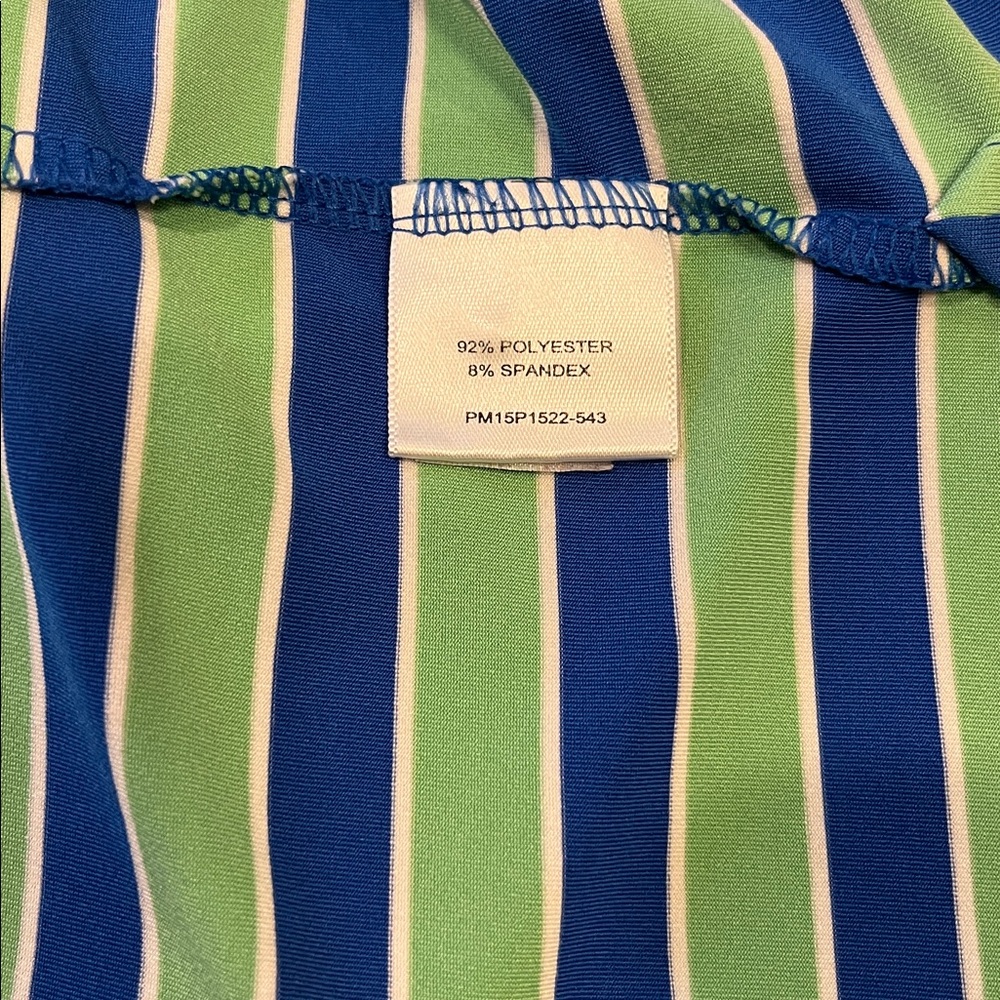 92% POLYESTER
8% SPANDEX
PM15P1522-543